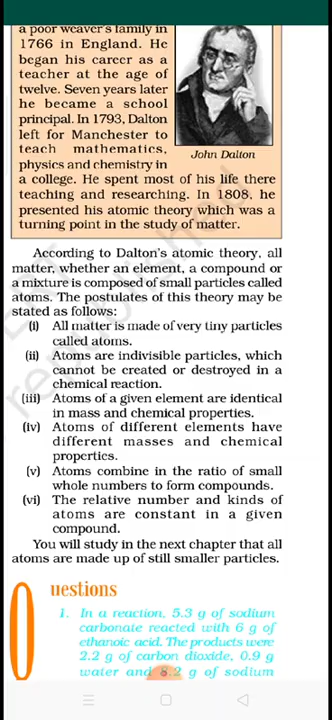 a poor weaver's family in
1766 in England. He
began his career as a
teacher at the age of
twelve. Seven years later
he became a school
principal. In 1793, Dalton
left for Manchester to
teach mathematics,
physics and chemistry in
a college. He spent most of his life there
teaching and researching. In 1808, he
presented his atomic theory which was a
turning point in the study of matter.
John Dalton
According to Dalton's atomic theory, all
matter, whether an element, a compound or
a mixture is composed of small particles called
atoms. The postulates of this theory may be
stated as follows:
(i) All matter is made of very tiny particles
called atoms.
(ii) Atoms are indivisible particles, which
cannot be created or destroyed in a
chemical reaction.
(iii) Atoms of a given element are identical
in mass and chemical properties.
(iv) Atoms of different elements have
different masses and chemical
properties.
(v) Atoms combine in the ratio of small
whole numbers to form compounds.
(vi) The relative number and kinds of
atoms are constant in a given
compound.
You will study in the next chapter that all
atoms are made up of still smaller particles.
Questions
1. In a reaction, 5.3 g of sodium
carbonate reacted with 6 g of
ethanoic acid. The products were
2.2 g of carbon dioxide, 0.9 g
water and 8.2 g of sodium